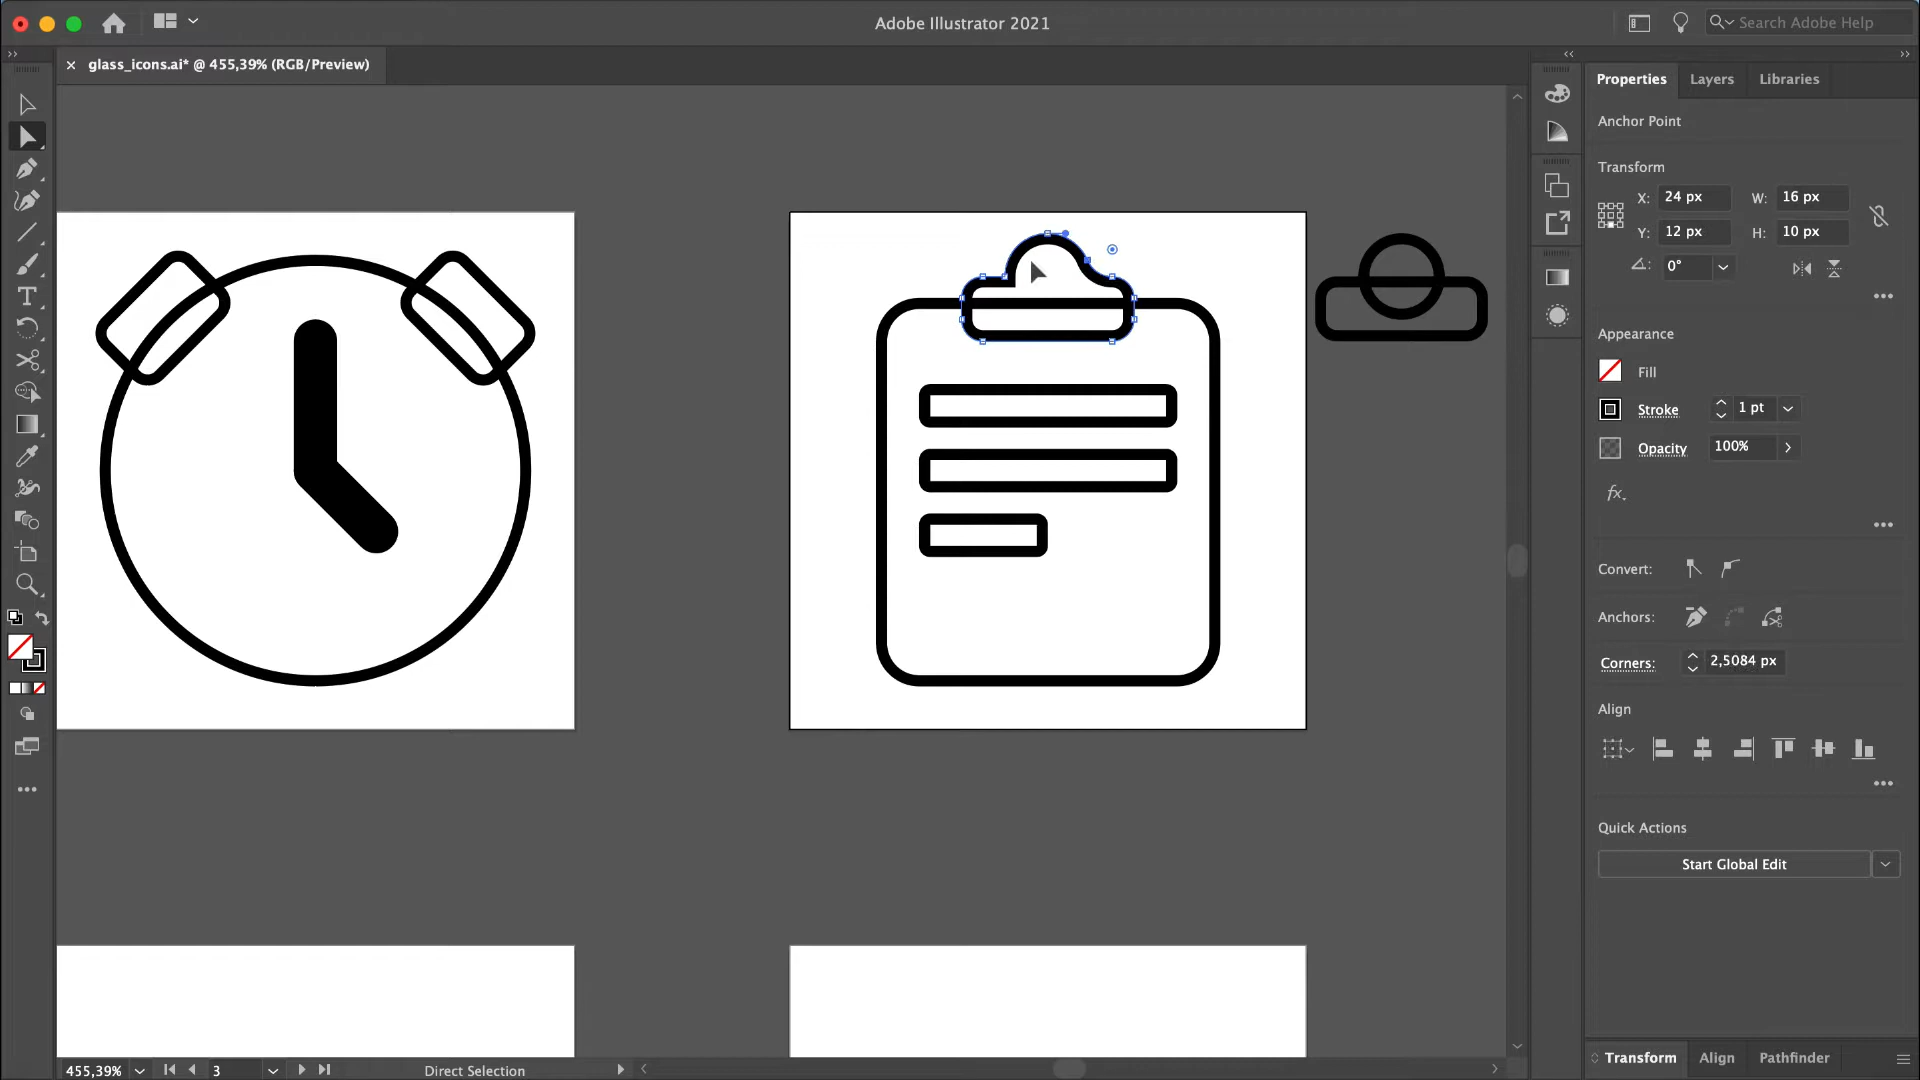 Adobe Illustrator 2021
Search Adobe Help
glass_icons.ai* @ 455,39% (RGB/Preview)
Properties
Layers
Libraries
Anchor Point
Transform
X: 24 px
W: 16 px
Y: 12 px
H: 10 px
0°
Appearance
Fill
Stroke
1 pt
Opacity
100%
fx.
Convert:
Anchors:
Corners:
2,5084 px
Align
Quick Actions
Start Global Edit
455,39%
3
Direct Selection
Transform
Align
Pathfinder